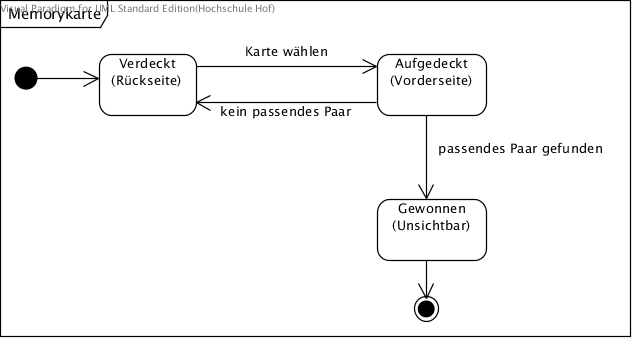 Visual Paradigm for UML Standard Edition(Hochschule Hof)
Memorykarte
Verdeckt
(Rückseite)
Karte wählen
Aufgedeckt
(Vorderseite)
kein passendes Paar
passendes Paar gefunden
Gewonnen
(Unsichtbar)